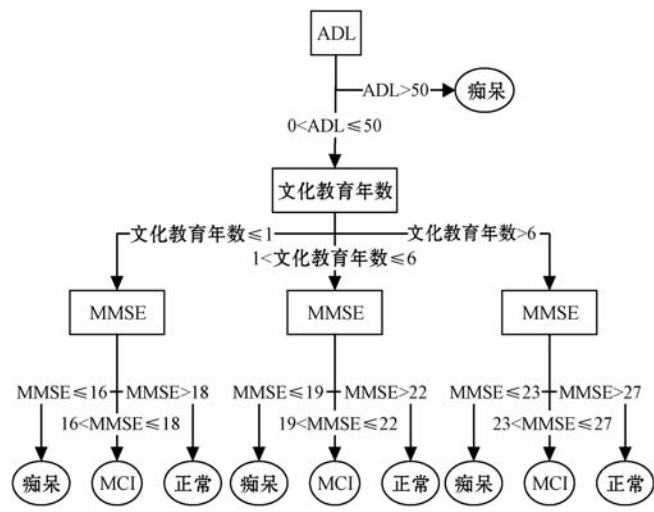 ADL
ADL>50
痴呆
0<ADL≤50
文化教育年数
文化教育年数≤1
文化教育年数>6
1<文化教育年数≤6
MMSE
MMSE
MMSE
MMSE≤16
MMSE>18
MMSE≤19
MMSE>22
MMSE≤23
MMSE>27
16<MMSE≤18
19<MMSE≤22
23<MMSE≤27
痴呆
MCI
正常
痴呆
MCI
正常
痴呆
MCI
正常